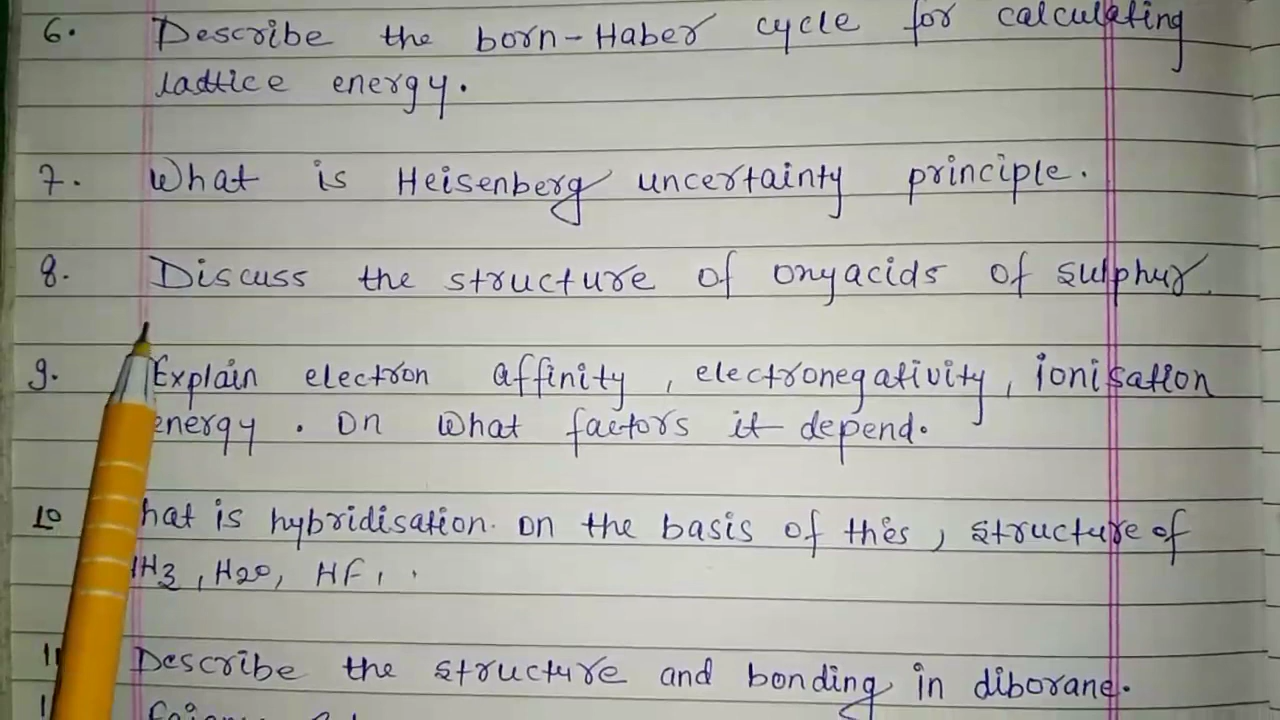 6. Describe the born-Haber cycle for calculating
lattice energy.
7. What is Heisenberg uncertainty principle.
8. Discuss the structure of onyacids of sulphur.
9. Explain electron affinity, electronegativity, ionisation
energy. On what factors it depend.
10 hat is hybridisation. On the basis of this, structure of
H3, H2O, HF,.
11 Describe the structure and bonding in diborane.